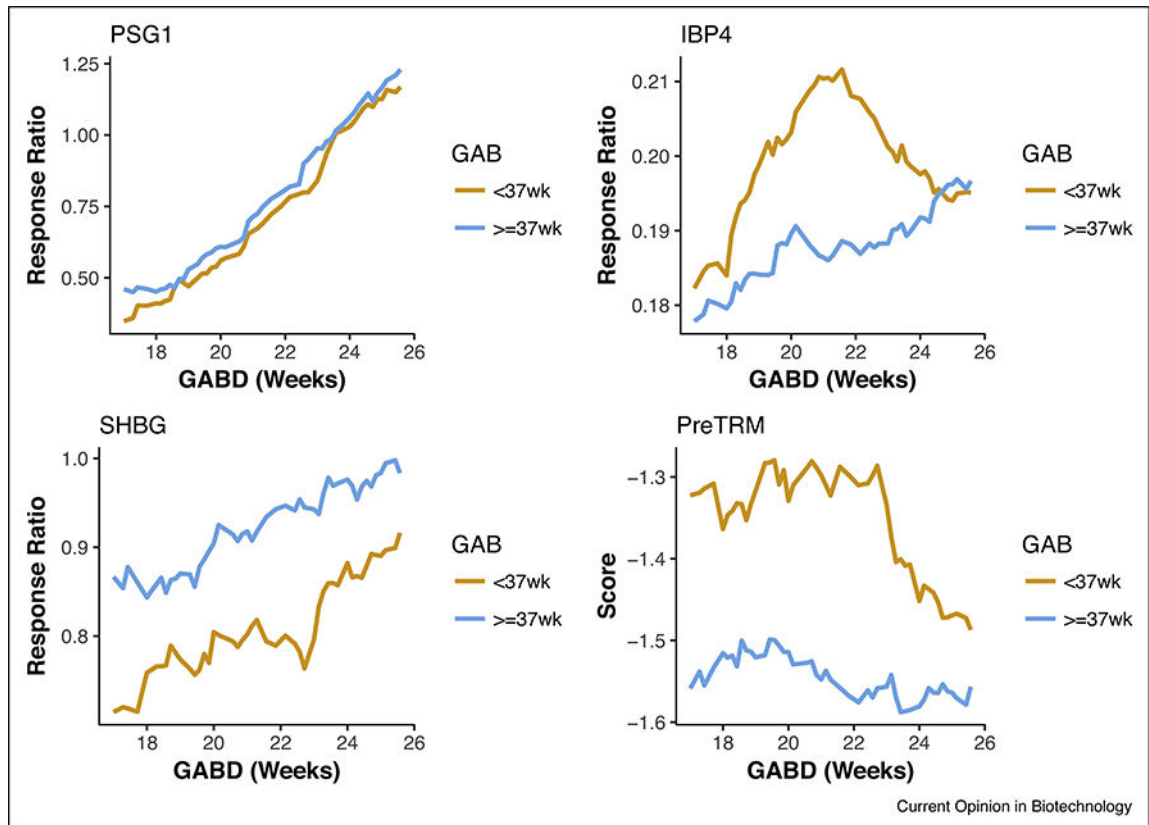 PSG1
1.25
1.00
0.75
0.50
Response Ratio
18 20 22 24 26
GABD (Weeks)
GAB
<37wk
>=37wk
IBP4
0.21
0.20
0.19
0.18
Response Ratio
18 20 22 24 26
GABD (Weeks)
GAB
<37wk
>=37wk
SHBG
1.0
0.9
0.8
Response Ratio
18 20 22 24 26
GABD (Weeks)
GAB
<37wk
>=37wk
PreTRM
−1.3
−1.4
−1.5
−1.6
Score
18 20 22 24 26
GABD (Weeks)
GAB
<37wk
>=37wk
Current Opinion in Biotechnology